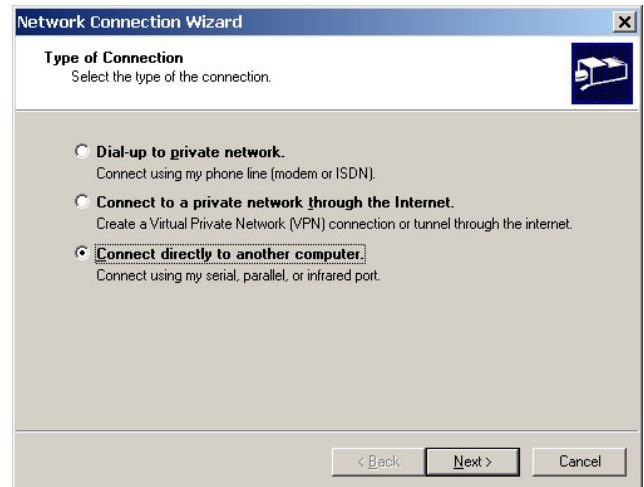 Network Connection Wizard
Type of Connection
Select the type of the connection.
Dial-up to private network.
Connect using my phone line (modem or ISDN).
Connect to a private network through the Internet.
Create a Virtual Private Network (VPN) connection or tunnel through the internet.
Connect directly to another computer.
Connect using my serial, parallel, or infrared port.
< Back Next > Cancel